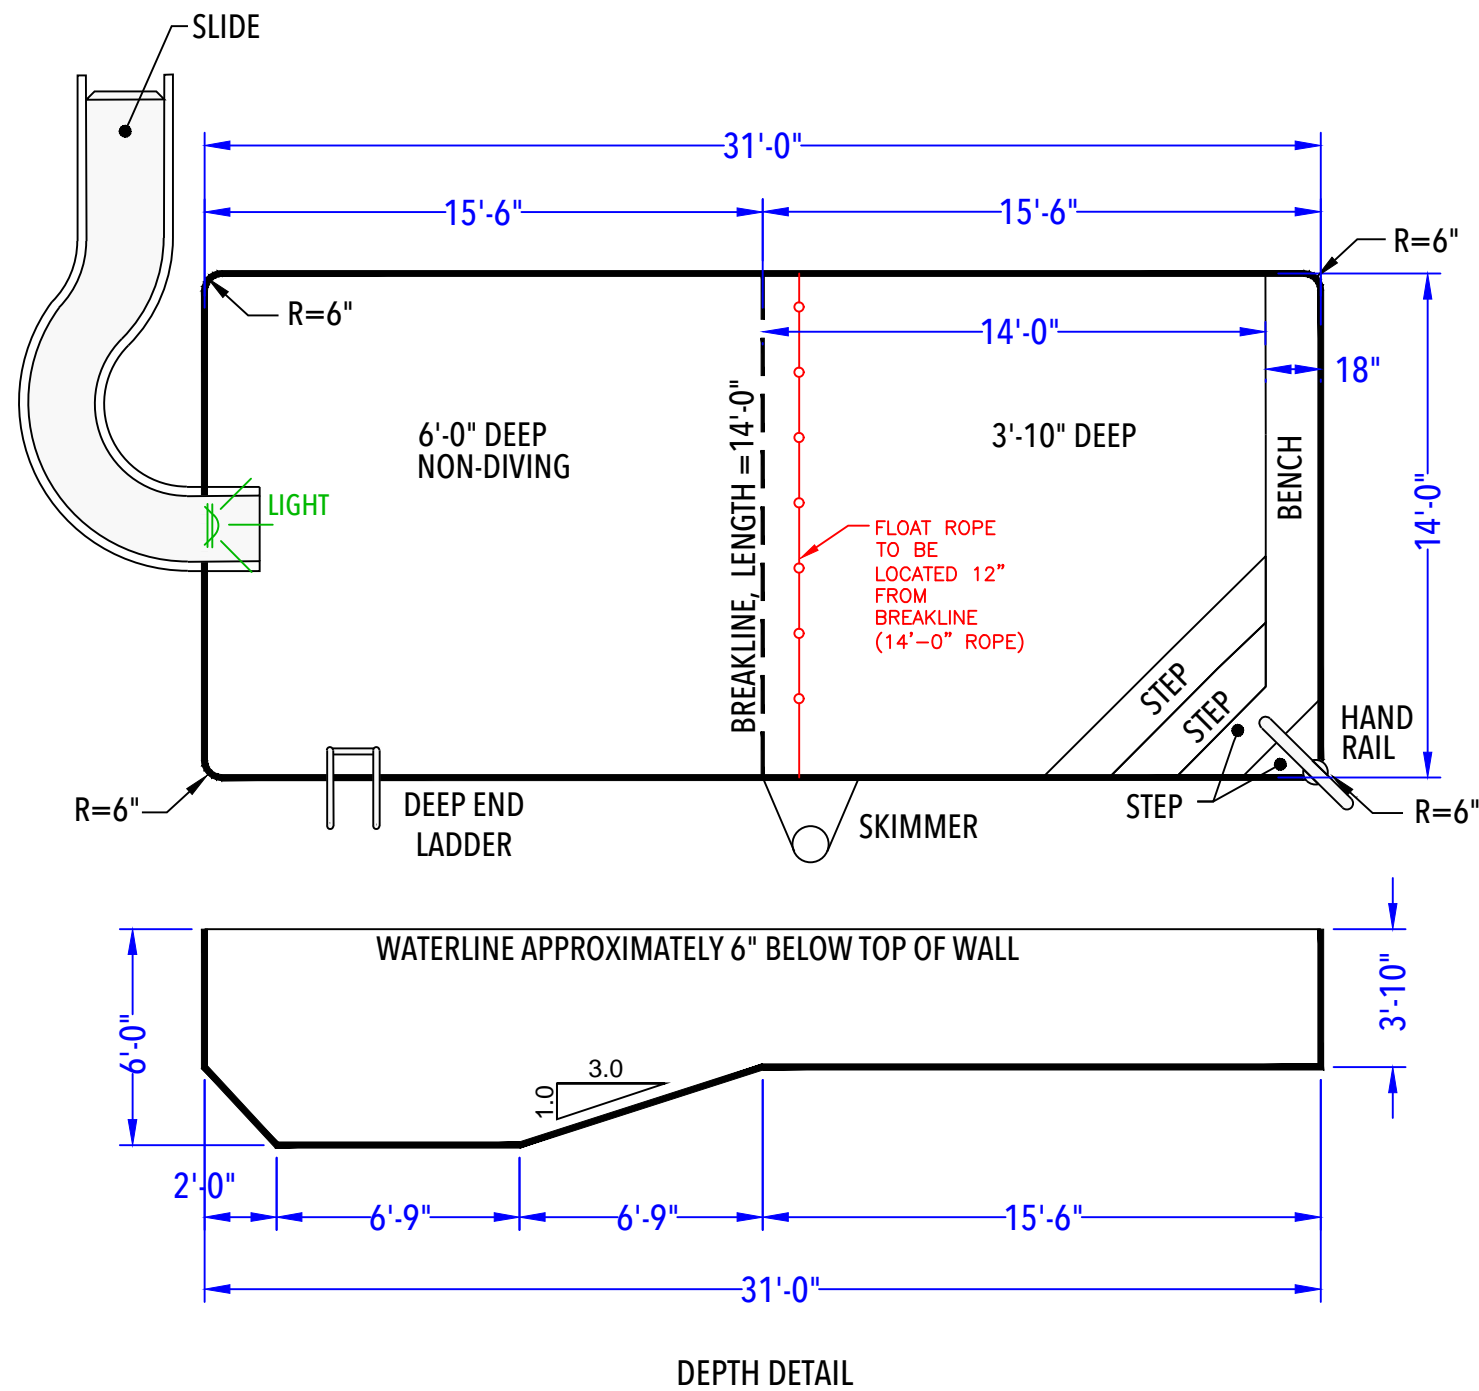 SLIDE
31'-0"
15'-6"
15'-6"
R=6"
R=6"
14'-0"
18"
6'-0" DEEP
NON-DIVING
3'-10" DEEP
BREAKLINE, LENGTH = 14'-0"
BENCH
14'-0"
LIGHT
FLOAT ROPE
TO BE
LOCATED 12"
FROM
BREAKLINE
(14'-0" ROPE)
STEP
STEP
HAND
RAIL
R=6"
DEEP END
LADDER
SKIMMER
STEP
R=6"
WATERLINE APPROXIMATELY 6" BELOW TOP OF WALL
6'-0"
3'-10"
3.0
1.0
2'-0"
6'-9"
6'-9"
15'-6"
31'-0"
DEPTH DETAIL